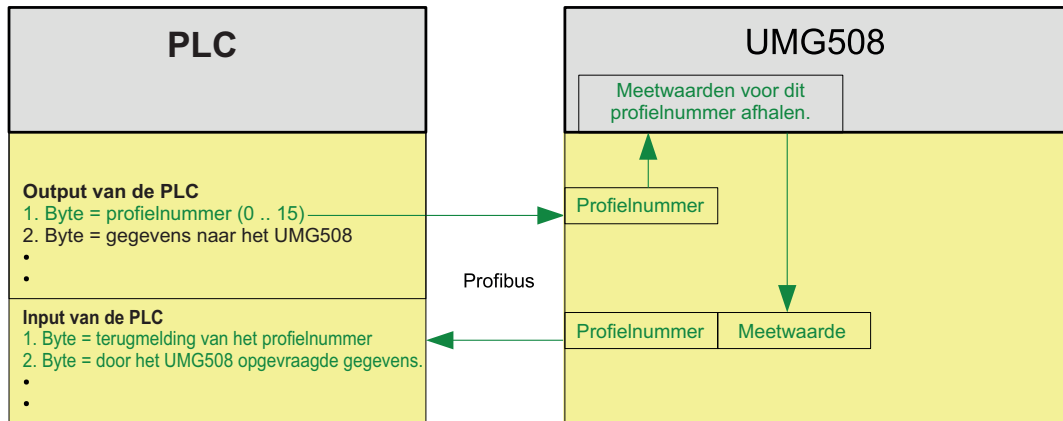 PLC
UMG508
Meetwaarden voor dit
profielnummer afhalen.
Output van de PLC
1. Byte = profielnummer (0 .. 15)
2. Byte = gegevens naar het UMG508
•
•
Profielnummer
Profibus
Input van de PLC
1. Byte = terugmelding van het profielnummer
2. Byte = door het UMG508 opgevraagde gegevens.
•
•
Profielnummer
Meetwaarde